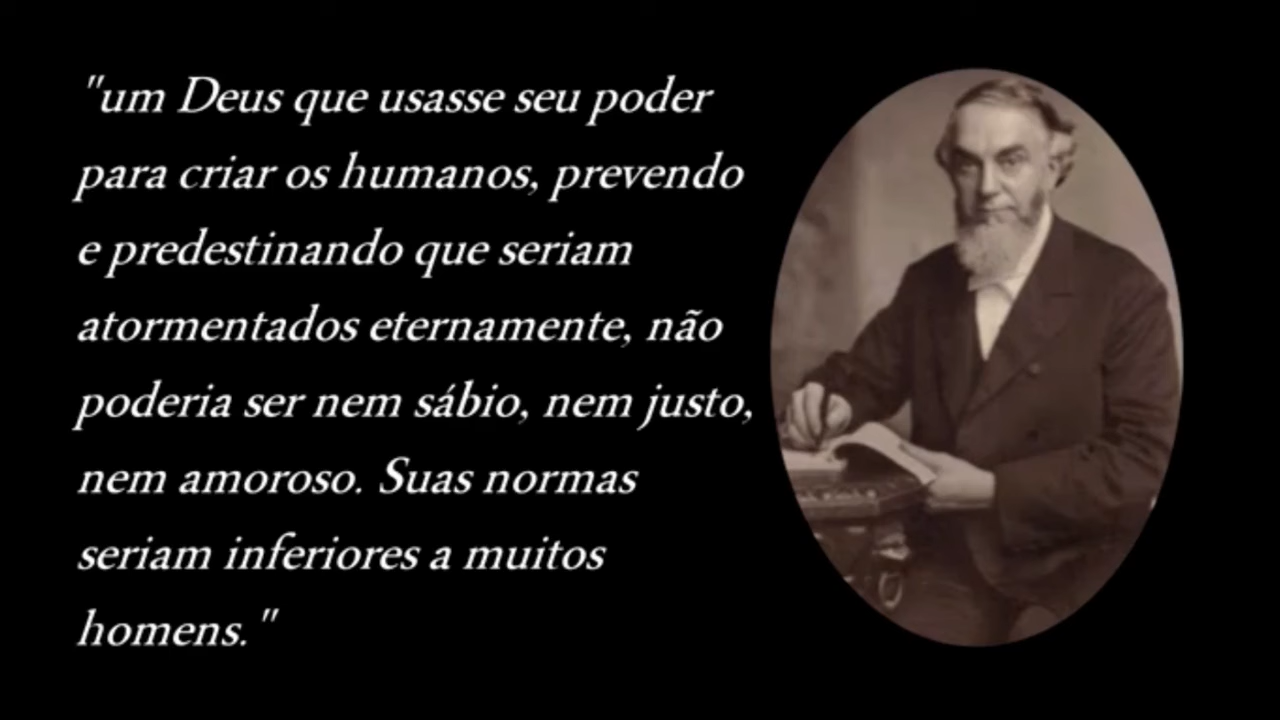 "um Deus que usasse seu poder
para criar os humanos, prevendo
e predestinando que seriam
atormentados eternamente, não
poderia ser nem sábio, nem justo,
nem amoroso. Suas normas
seriam inferiores a muitos
homens."